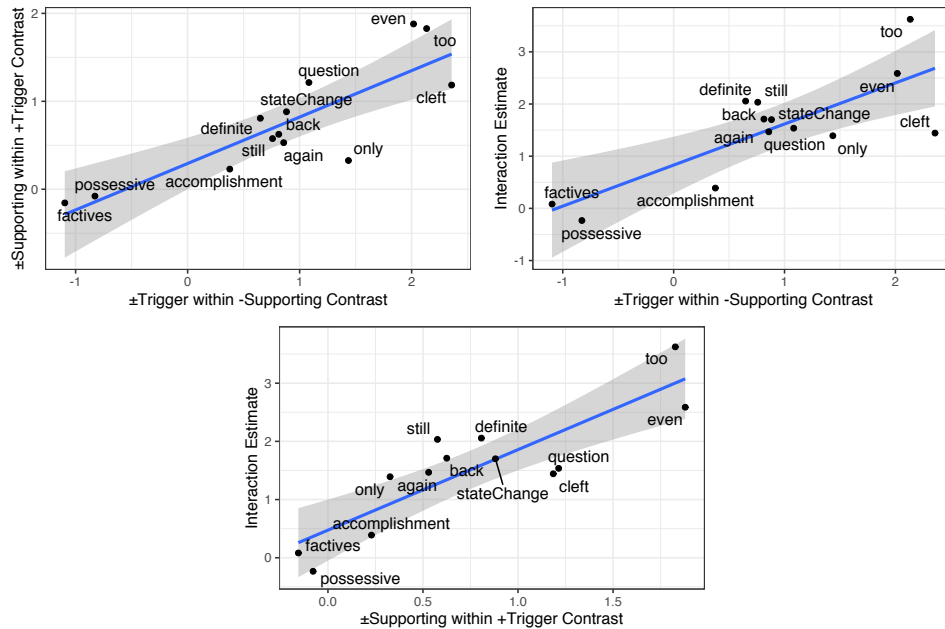 ±Supporting within +Trigger Contrast
2
1
0
even
too
question
stateChange
cleft
definite
back
still
again
only
accomplishment
possessive
factives
-1
0
1
2
±Trigger within -Supporting Contrast
Interaction Estimate
3
2
1
0
-1
too
even
definite
still
back
stateChange
again
question
only
cleft
accomplishment
factives
possessive
-1
0
1
2
±Trigger within -Supporting Contrast
Interaction Estimate
3
2
1
0
too
even
still
definite
back
question
only
again
stateChange
cleft
accomplishment
factives
possessive
0.0
0.5
1.0
1.5
±Supporting within +Trigger Contrast